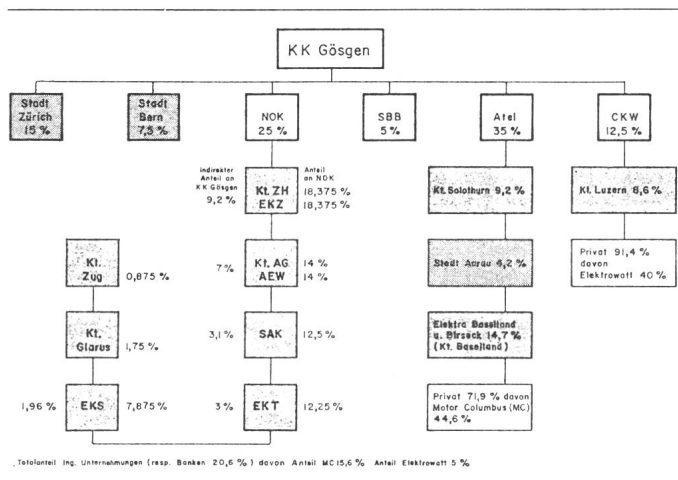 KK Gösgen
Stadt
Zürich
15 %
Stadt
Bern
7,5 %
NOK
25 %
SBB
5 %
Atel
35 %
CKW
12,5 %
indirekter
Anteil an
KK Gösgen
9,2 %
Kt. ZH
EKZ
Anteil
an NOK
18,375 %
18,375 %
Kt. Solothurn 9,2 %
Kt. Luzern 8,6 %
Kt.
Zug
0,875 %
7 %
Kt. AG
AEW
14 %
14 %
Stadt Aarau 4,2 %
Privat 91,4 %
davon
Elektrowatt 40 %
Kt.
Glarus
1,75 %
3,1 %
SAK
12,5 %
Elektra Baselland
u. Birseck 14,7 %
(Kt. Baselland)
1,96 %
EKS
7,875 %
3 %
EKT
12,25 %
Privat 71,9 % davon
Motor Columbus (MC)
44,6 %
Totalanteil Ing. Unternehmungen (resp. Banken 20,6 %) davon Anteil MC 15,6 % Anteil Elektrowatt 5 %